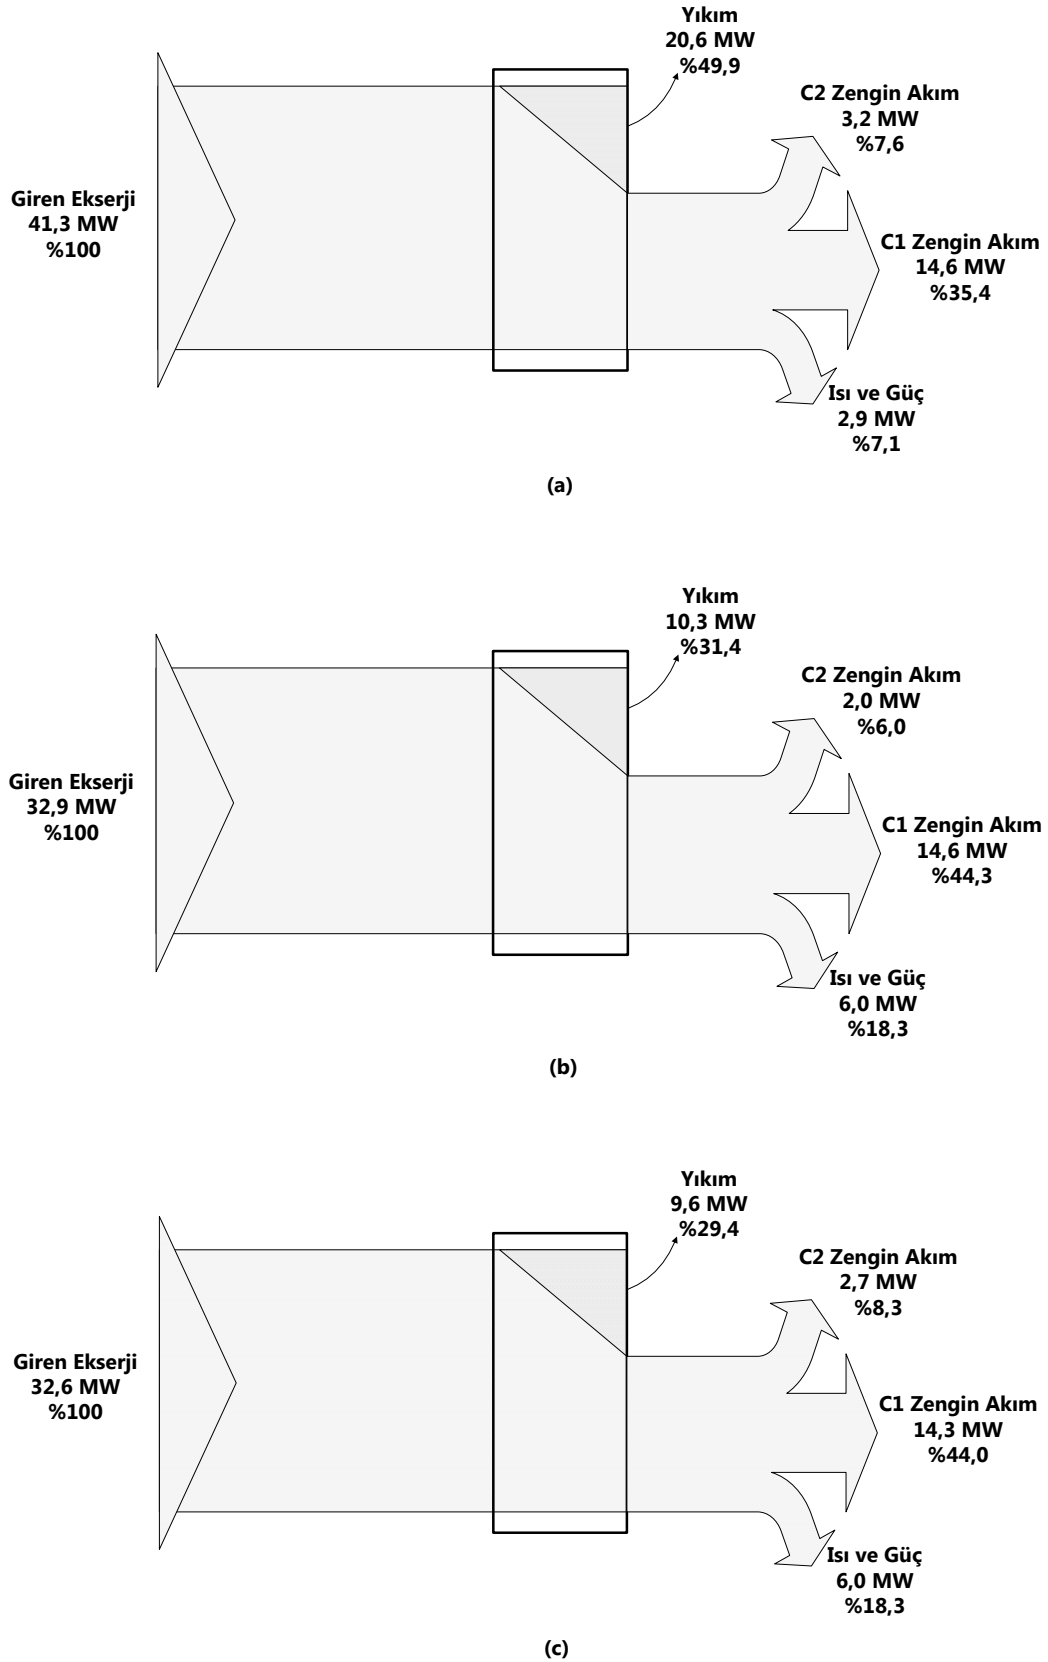 Yıkım
20,6 MW
%49,9
C2 Zengin Akım
3,2 MW
%7,6
Giren Ekserji
41,3 MW
%100
C1 Zengin Akım
14,6 MW
%35,4
Isı ve Güç
2,9 MW
%7,1
(a)
Yıkım
10,3 MW
%31,4
C2 Zengin Akım
2,0 MW
%6,0
Giren Ekserji
32,9 MW
%100
C1 Zengin Akım
14,6 MW
%44,3
Isı ve Güç
6,0 MW
%18,3
(b)
Yıkım
9,6 MW
%29,4
C2 Zengin Akım
2,7 MW
%8,3
Giren Ekserji
32,6 MW
%100
C1 Zengin Akım
14,3 MW
%44,0
Isı ve Güç
6,0 MW
%18,3
(c)